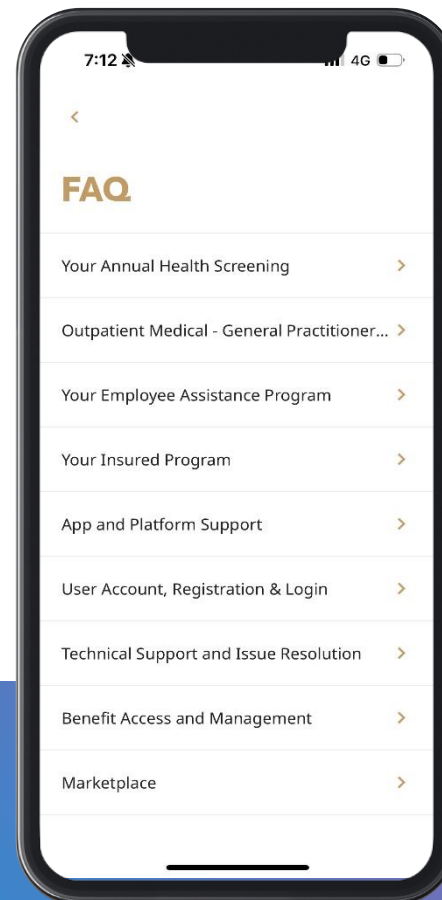 7:12
4G
FAQ
Your Annual Health Screening
Outpatient Medical - General Practitioner...
Your Employee Assistance Program
Your Insured Program
App and Platform Support
User Account, Registration & Login
Technical Support and Issue Resolution
Benefit Access and Management
Marketplace